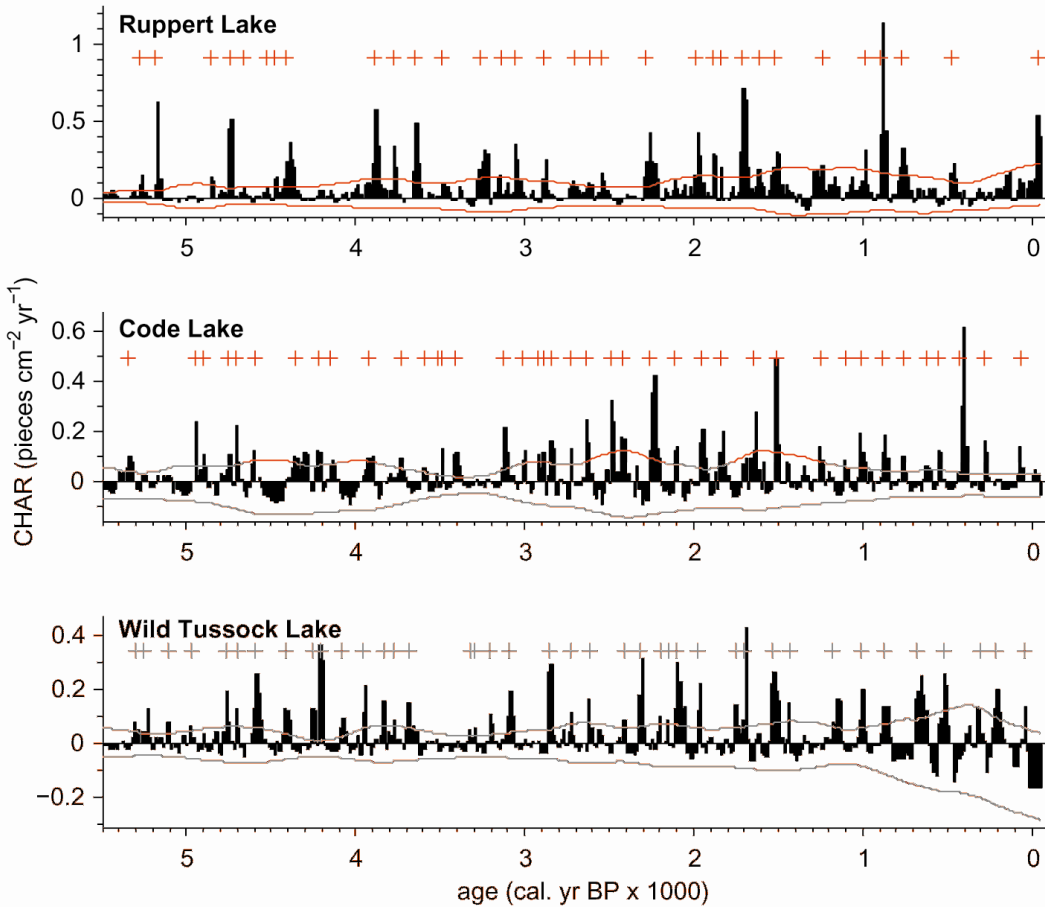 Ruppert Lake
1
0.5
0
5 4 3 2 1 0
Code Lake
0.6
0.4
0.2
0
5 4 3 2 1 0
CHAR (pieces cm⁻² yr⁻¹)
Wild Tussock Lake
0.4
0.2
0
−0.2
5 4 3 2 1 0
age (cal. yr BP x 1000)